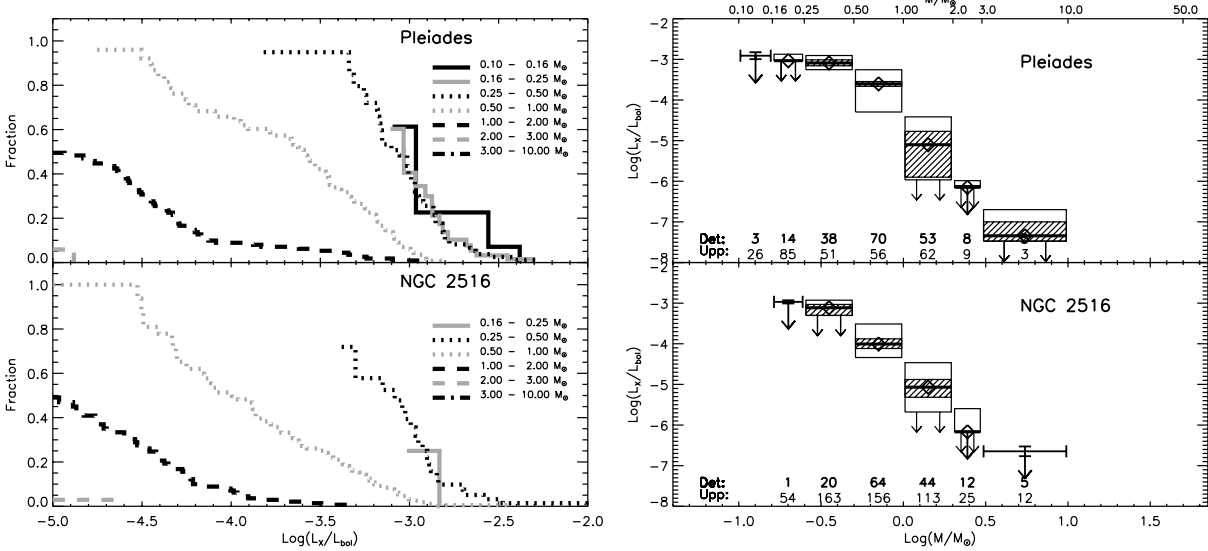 Pleiades
0.10 - 0.16 M⊙
0.16 - 0.25 M⊙
0.25 - 0.50 M⊙
0.50 - 1.00 M⊙
1.00 - 2.00 M⊙
2.00 - 3.00 M⊙
3.00 - 10.00 M⊙
Fraction
1.0
0.8
0.6
0.4
0.2
0.0
NGC 2516
0.16 - 0.25 M⊙
0.25 - 0.50 M⊙
0.50 - 1.00 M⊙
1.00 - 2.00 M⊙
2.00 - 3.00 M⊙
3.00 - 10.00 M⊙
Fraction
1.0
0.8
0.6
0.4
0.2
0.0
-5.0 -4.5 -4.0 -3.5 -3.0 -2.5 -2.0
Log(Lx/Lbol)
M/M⊙
0.10 0.16 0.25 0.50 1.00 2.0 3.0 10.0 50.0
Pleiades
Log(Lx/Lbol)
-2
-3
-4
-5
-6
-7
-8
Det: 3 14 38 70 53 8 6
Upp: 26 85 51 56 62 9 3
NGC 2516
Log(Lx/Lbol)
-2
-3
-4
-5
-6
-7
-8
Det: 1 20 64 44 12 5
Upp: 54 163 156 113 25 12
-1.0 -0.5 0.0 0.5 1.0 1.5
Log(M/M⊙)